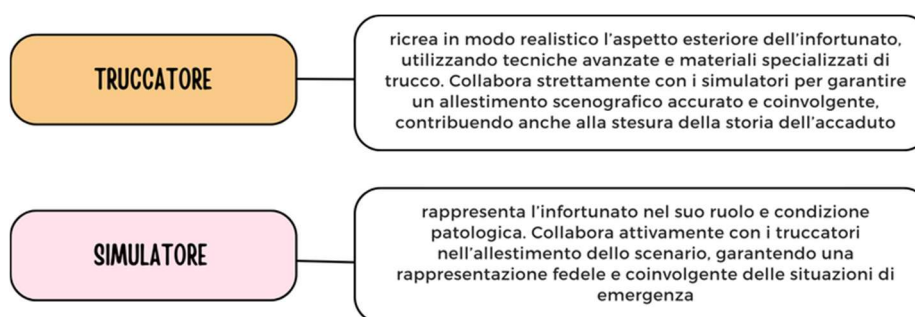 TRUCCATORE
ricrea in modo realistico l'aspetto esteriore dell'infortunato,
utilizzando tecniche avanzate e materiali specializzati di
trucco. Collabora strettamente con i simulatori per garantire
un allestimento scenografico accurato e coinvolgente,
contribuendo anche alla stesura della storia dell'accaduto
SIMULATORE
rappresenta l'infortunato nel suo ruolo e condizione
patologica. Collabora attivamente con i truccatori
nell'allestimento dello scenario, garantendo una
rappresentazione fedele e coinvolgente delle situazioni di
emergenza